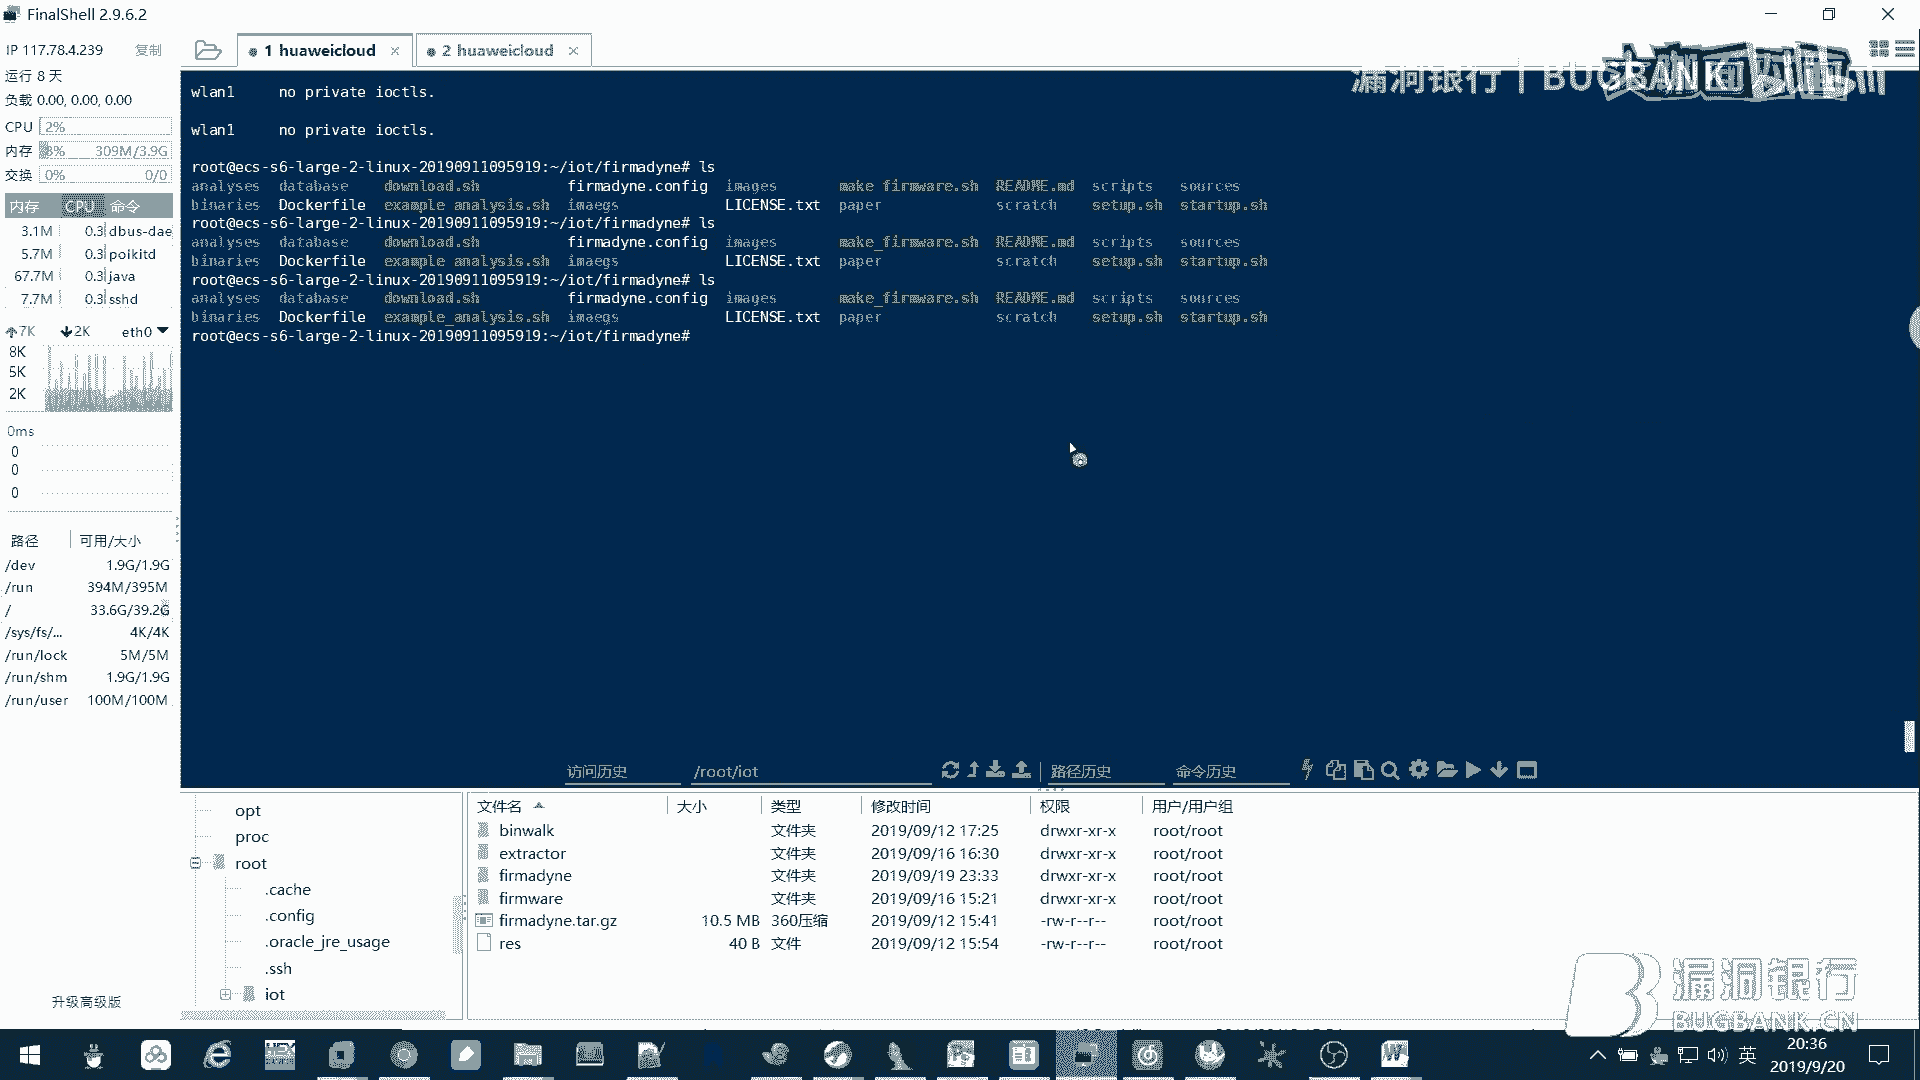 FinalShell 2.9.6.2
IP 117.78.4.239 复制
1 huaweicloud
2 huaweicloud
运行 8 天
负载 0.00, 0.00, 0.00
CPU 2%
内存 8% 309M/3.9G
交换 0% 0/0
内存 CPU 命令
3.1M 0.3 dbus-dae
5.7M 0.3 polkitd
67.7M 0.3 java
7.7M 0.3 sshd
7K 2K eth0
8K
5K
2K
0ms
0
0
0
路径 可用/大小
/dev 1.9G/1.9G
/run 394M/395M
/ 33.6G/39.2G
/sys/fs/... 4K/4K
/run/lock 5M/5M
/run/shm 1.9G/1.9G
/run/user 100M/100M
升级高级版
漏洞银行 | BUGBANK
wlan1 no private ioctls.
wlan1 no private ioctls.
root@ecs-s6-large-2-linux-20190911095919:~/iot/firmadyne# ls
analyses database download.sh firmadyne.config images make_firmware.sh README.md scripts sources
binaries Dockerfile example_analysis.sh imaegs LICENSE.txt paper scratch setup.sh startup.sh
root@ecs-s6-large-2-linux-20190911095919:~/iot/firmadyne# ls
analyses database download.sh firmadyne.config images make_firmware.sh README.md scripts sources
binaries Dockerfile example_analysis.sh imaegs LICENSE.txt paper scratch setup.sh startup.sh
root@ecs-s6-large-2-linux-20190911095919:~/iot/firmadyne# ls
analyses database download.sh firmadyne.config images make_firmware.sh README.md scripts sources
binaries Dockerfile example_analysis.sh imaegs LICENSE.txt paper scratch setup.sh startup.sh
root@ecs-s6-large-2-linux-20190911095919:~/iot/firmadyne#
访问历史 /root/iot 路径历史 命令历史
opt
proc
root
.cache
.config
.oracle_jre_usage
.ssh
iot
文件名 大小 类型 修改时间 权限 用户/用户组
binwalk 文件夹 2019/09/12 17:25 drwxr-xr-x root/root
extractor 文件夹 2019/09/16 16:30 drwxr-xr-x root/root
firmadyne 文件夹 2019/09/19 23:33 drwxr-xr-x root/root
firmware 文件夹 2019/09/16 15:21 drwxr-xr-x root/root
firmadyne.tar.gz 10.5 MB 360压缩 2019/09/12 15:41 -rw-r--r-- root/root
res 40 B 文件 2019/09/12 15:54 -rw-r--r-- root/root
漏洞银行
BUGBANK.CN
英
20:36
2019/9/20